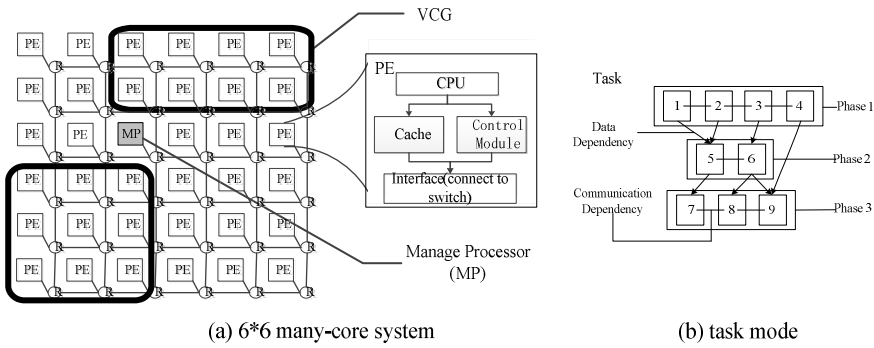 VCG
PE PE PE PE PE PE
R R R R R R
PE PE PE PE PE PE
R R R R R R
PE PE MP PE PE PE
R R R R R R
PE PE PE PE PE PE
R R R R R R
PE PE PE PE PE PE
R R R R R R
PE PE PE PE PE PE
R R R R R R
PE
CPU
Cache
Control
Module
Interface(connect to
switch)
Manage Processor
(MP)
(a) 6*6 many-core system
Task
1 2 3 4
Phase 1
Data
Dependency
5 6
Phase 2
Communication
Dependency
7 8 9
Phase 3
(b) task mode